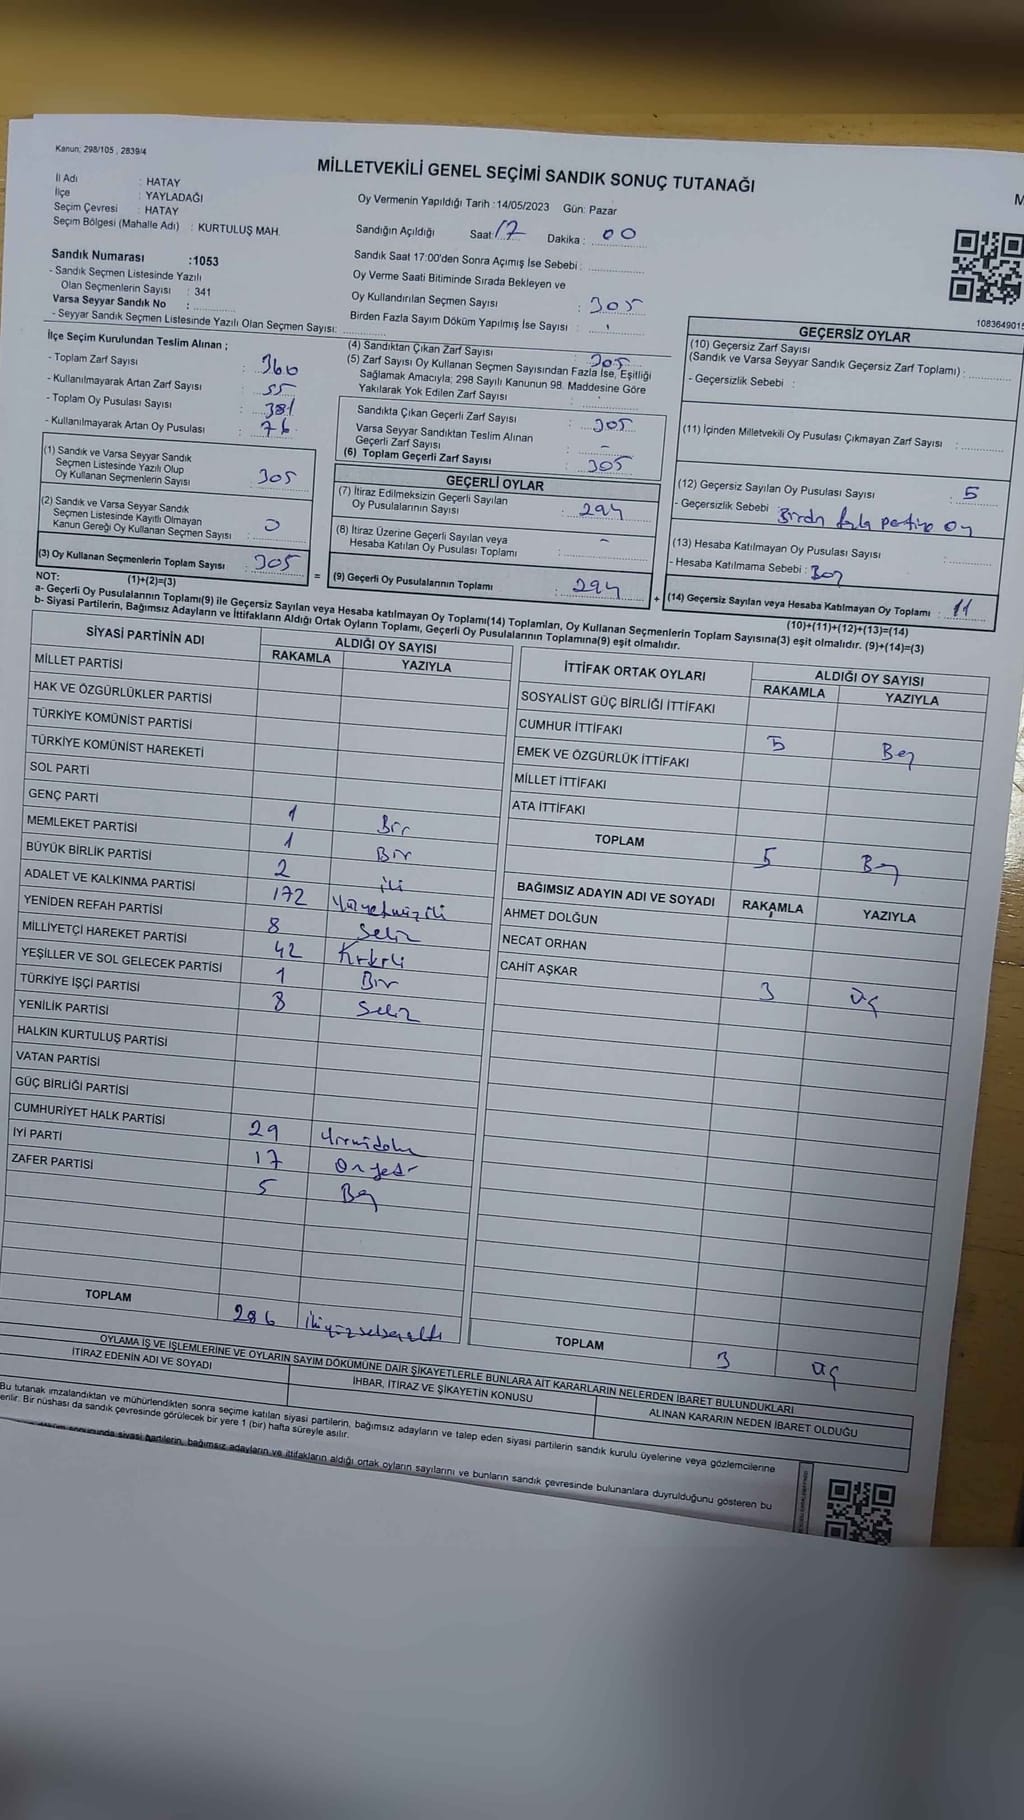 Kanun: 298/105 , 2839/4
MİLLETVEKİLİ GENEL SEÇİMİ SANDIK SONUÇ TUTANAĞI
M
İl Adı : HATAY
İlçe : YAYLADAĞI
Seçim Çevresi : HATAY
Seçim Bölgesi (Mahalle Adı) : KURTULUŞ MAH.
Sandık Numarası :1053
- Sandık Seçmen Listesinde Yazılı
Olan Seçmenlerin Sayısı : 341
Varsa Seyyar Sandık No :
- Seyyar Sandık Seçmen Listesinde Yazılı Olan Seçmen Sayısı:
Oy Vermenin Yapıldığı Tarih :14/05/2023 Gün: Pazar
Sandığın Açıldığı Saat: 17 Dakika : 00
Sandık Saat 17:00'den Sonra Açımış İse Sebebi :
Oy Verme Saati Bitiminde Sırada Bekleyen ve
Oy Kullandırılan Seçmen Sayısı : 305
Birden Fazla Sayım Döküm Yapılmış İse Sayısı :
1083649015
İlçe Seçim Kurulundan Teslim Alınan ;
- Toplam Zarf Sayısı : 360
- Kullanılmayarak Artan Zarf Sayısı : 55
- Toplam Oy Pusulası Sayısı : 381
- Kullanılmayarak Artan Oy Pusulası : 76
(1) Sandık ve Varsa Seyyar Sandık
Seçmen Listesinde Yazılı Olup
Oy Kullanan Seçmenlerin Sayısı : 305
(2) Sandık ve Varsa Seyyar Sandık
Seçmen Listesinde Kayıtlı Olmayan
Kanun Gereği Oy Kullanan Seçmen Sayısı : 0
(3) Oy Kullanan Seçmenlerin Toplam Sayısı : 305
(1)+(2)=(3)
(4) Sandıktan Çıkan Zarf Sayısı : 305
(5) Zarf Sayısı Oy Kullanan Seçmen Sayısından Fazla İse, Eşitliği
Sağlamak Amacıyla; 298 Sayılı Kanunun 98. Maddesine Göre
Yakılarak Yok Edilen Zarf Sayısı :
Sandıkta Çıkan Geçerli Zarf Sayısı : 305
Varsa Seyyar Sandıktan Teslim Alınan
Geçerli Zarf Sayısı : -
(6) Toplam Geçerli Zarf Sayısı : 305
GEÇERLİ OYLAR
(7) İtiraz Edilmeksizin Geçerli Sayılan
Oy Pusulalarının Sayısı : 294
(8) İtiraz Üzerine Geçerli Sayılan veya
Hesaba Katılan Oy Pusulası Toplamı : -
= (9) Geçerli Oy Pusulalarının Toplamı : 294
GEÇERSİZ OYLAR
(10) Geçersiz Zarf Sayısı
(Sandık ve Varsa Seyyar Sandık Geçersiz Zarf Toplamı) :
- Geçersizlik Sebebi :
(11) İçinden Milletvekili Oy Pusulası Çıkmayan Zarf Sayısı :
(12) Geçersiz Sayılan Oy Pusulası Sayısı : 5
- Geçersizlik Sebebi : Birden fazla partiye oy
(13) Hesaba Katılmayan Oy Pusulası Sayısı :
- Hesaba Katılmama Sebebi : Boş
+ (14) Geçersiz Sayılan veya Hesaba Katılmayan Oy Toplamı : 11
(10)+(11)+(12)+(13)=(14)
NOT:
a- Geçerli Oy Pusulalarının Toplamı(9) ile Geçersiz Sayılan veya Hesaba katılmayan Oy Toplamı(14) Toplamları, Oy Kullanan Seçmenlerin Toplam Sayısına(3) eşit olmalıdır. (9)+(14)=(3)
b- Siyasi Partilerin, Bağımsız Adayların ve İttifakların Aldığı Ortak Oyların Toplamı, Geçerli Oy Pusulalarının Toplamına(9) eşit olmalıdır.
SİYASİ PARTİNİN ADI ALDIĞI OY SAYISI
RAKAMLA YAZIYLA
MİLLET PARTİSİ
HAK VE ÖZGÜRLÜKLER PARTİSİ
TÜRKİYE KOMÜNİST PARTİSİ
TÜRKİYE KOMÜNİST HAREKETİ
SOL PARTİ
GENÇ PARTİ 1 Bir
MEMLEKET PARTİSİ 1 Bir
BÜYÜK BİRLİK PARTİSİ 2 iki
ADALET VE KALKINMA PARTİSİ 172 Yüzyetmişiki
YENİDEN REFAH PARTİSİ 8 Sekiz
MİLLİYETÇİ HAREKET PARTİSİ 42 Kırkiki
YEŞİLLER VE SOL GELECEK PARTİSİ 1 Bir
TÜRKİYE İŞÇİ PARTİSİ 8 Sekiz
YENİLİK PARTİSİ
HALKIN KURTULUŞ PARTİSİ
VATAN PARTİSİ
GÜÇ BİRLİĞİ PARTİSİ
CUMHURİYET HALK PARTİSİ 29 Yirmidokuz
İYİ PARTİ 17 Onyedi
ZAFER PARTİSİ 5 Beş
TOPLAM 286 ikiyüzseksenaltı
İTTİFAK ORTAK OYLARI ALDIĞI OY SAYISI
RAKAMLA YAZIYLA
SOSYALİST GÜÇ BİRLİĞİ İTTİFAKI
CUMHUR İTTİFAKI 5 Beş
EMEK VE ÖZGÜRLÜK İTTİFAKI
MİLLET İTTİFAKI
ATA İTTİFAKI
TOPLAM 5 Beş
BAĞIMSIZ ADAYIN ADI VE SOYADI RAKAMLA YAZIYLA
AHMET DOLĞUN
NECAT ORHAN
CAHİT AŞKAR 3 Üç
TOPLAM 3 Üç
OYLAMA İŞ VE İŞLEMLERİNE VE OYLARIN SAYIM DÖKÜMÜNE DAİR ŞİKAYETLERLE BUNLARA AİT KARARLARIN NELERDEN İBARET BULUNDUKLARI
İTİRAZ EDENİN ADI VE SOYADI İHBAR, İTİRAZ VE ŞİKAYETİN KONUSU ALINAN KARARIN NEDEN İBARET OLDUĞU
Bu tutanak imzalandıktan ve mühürlendikten sonra seçime katılan siyasi partilerin, bağımsız adayların ve talep eden siyasi partilerin sandık kurulu üyelerine veya gözlemcilerine
erilir. Bir nüshası da sandık çevresinde görülecek bir yere 1 (bir) hafta süreyle asılır.
sonucunda siyasi partilerin, bağımsız adayların ve ittifakların aldığı ortak oyların sayılarını ve bunların sandık çevresinde bulunanlara duyrulduğunu gösteren bu